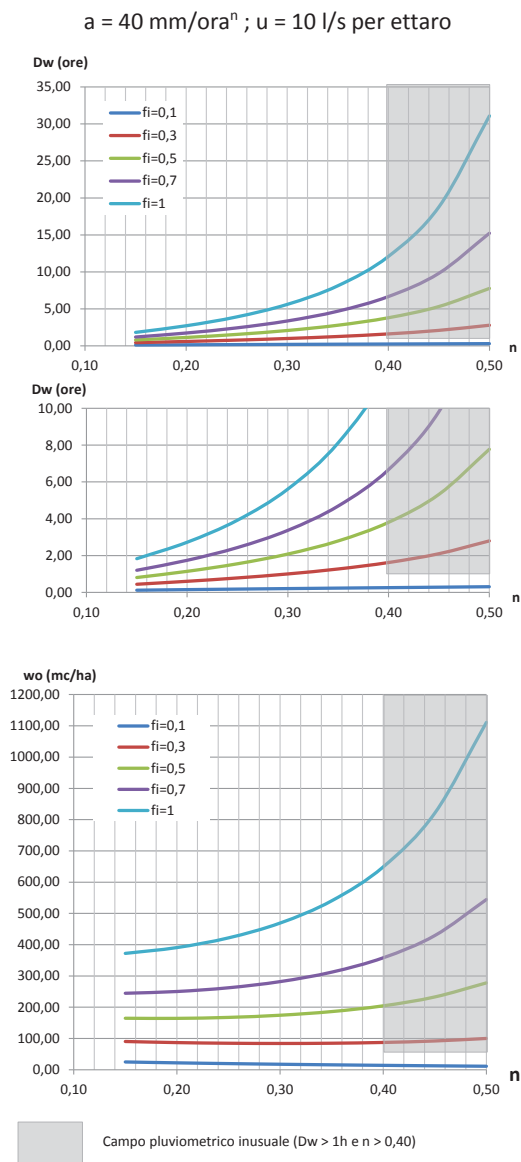 a = 40 mm/oraⁿ ; u = 10 l/s per ettaro
Dw (ore)
35,00
30,00
25,00
20,00
15,00
10,00
5,00
0,00
fi=0,1
fi=0,3
fi=0,5
fi=0,7
fi=1
0,10 0,20 0,30 0,40 0,50
n
Dw (ore)
10,00
8,00
6,00
4,00
2,00
0,00
0,10 0,20 0,30 0,40 0,50
n
wo (mc/ha)
1200,00
1100,00
1000,00
900,00
800,00
700,00
600,00
500,00
400,00
300,00
200,00
100,00
0,00
fi=0,1
fi=0,3
fi=0,5
fi=0,7
fi=1
0,10 0,20 0,30 0,40 0,50
n
Campo pluviometrico inusuale (Dw > 1h e n > 0,40)